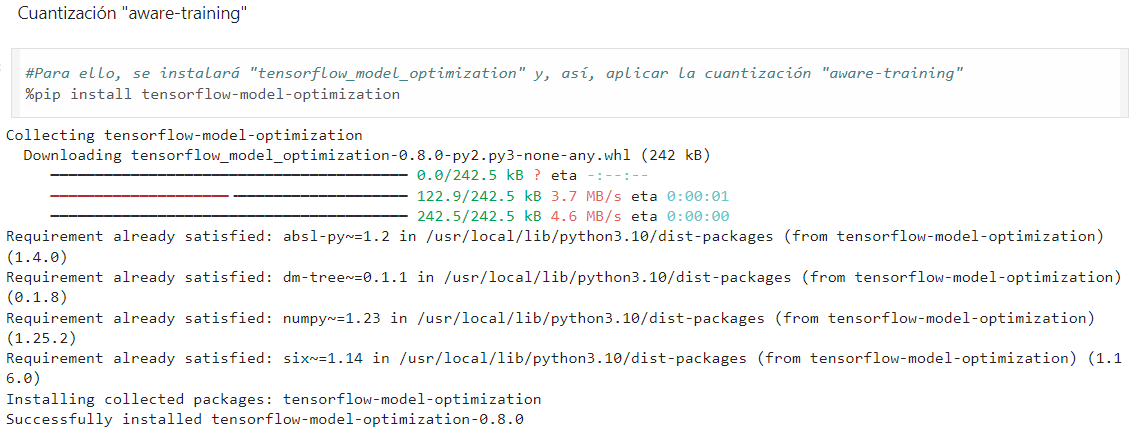 Cuantización "aware-training"
#Para ello, se instalará "tensorflow_model_optimization" y, así, aplicar la cuantización "aware-training"
%pip install tensorflow-model-optimization
Collecting tensorflow-model-optimization
  Downloading tensorflow_model_optimization-0.8.0-py2.py3-none-any.whl (242 kB)
0.0/242.5 kB ? eta -:--:--
122.9/242.5 kB 3.7 MB/s eta 0:00:01
242.5/242.5 kB 4.6 MB/s eta 0:00:00
Requirement already satisfied: absl-py~=1.2 in /usr/local/lib/python3.10/dist-packages (from tensorflow-model-optimization)
(1.4.0)
Requirement already satisfied: dm-tree~=0.1.1 in /usr/local/lib/python3.10/dist-packages (from tensorflow-model-optimization)
(0.1.8)
Requirement already satisfied: numpy~=1.23 in /usr/local/lib/python3.10/dist-packages (from tensorflow-model-optimization)
(1.25.2)
Requirement already satisfied: six~=1.14 in /usr/local/lib/python3.10/dist-packages (from tensorflow-model-optimization) (1.1
6.0)
Installing collected packages: tensorflow-model-optimization
Successfully installed tensorflow-model-optimization-0.8.0